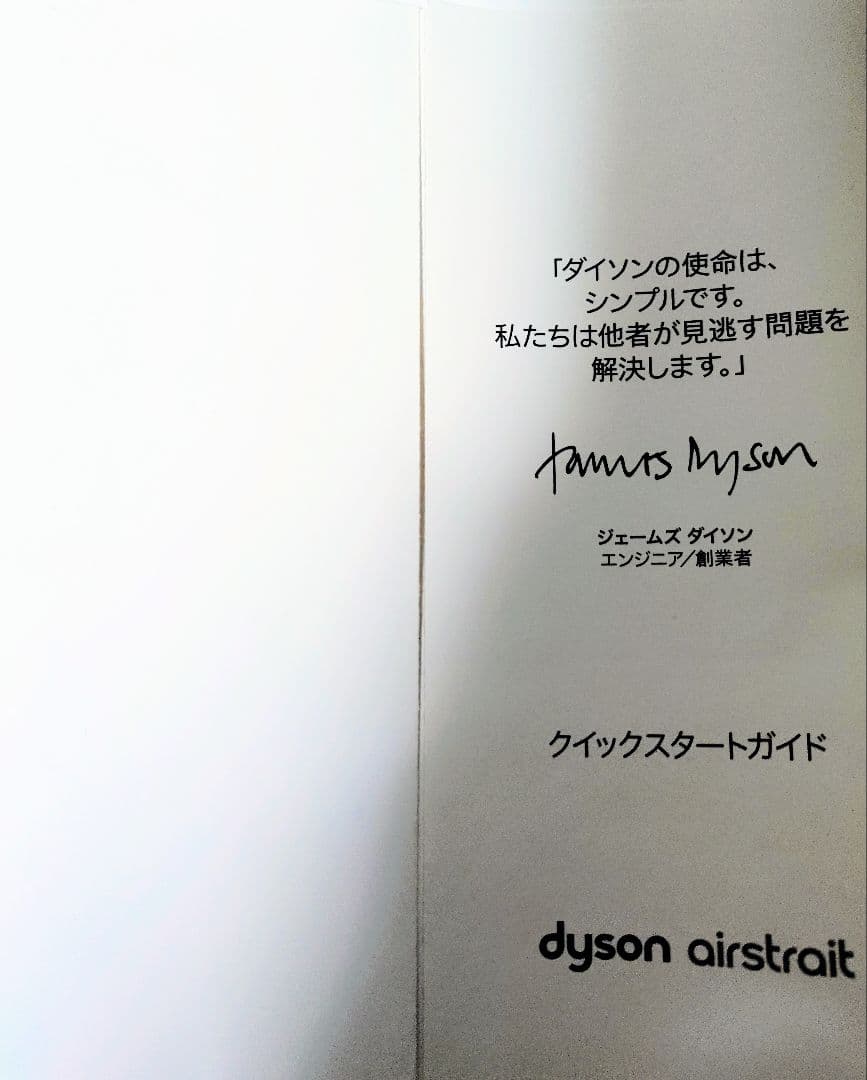 「ダイソンの使命は、
シンプルです。
私たちは他者が見逃す問題を
解決します。」
James Dyson
ジェームズ ダイソン
エンジニア/創業者
クイックスタートガイド
dyson airstrait